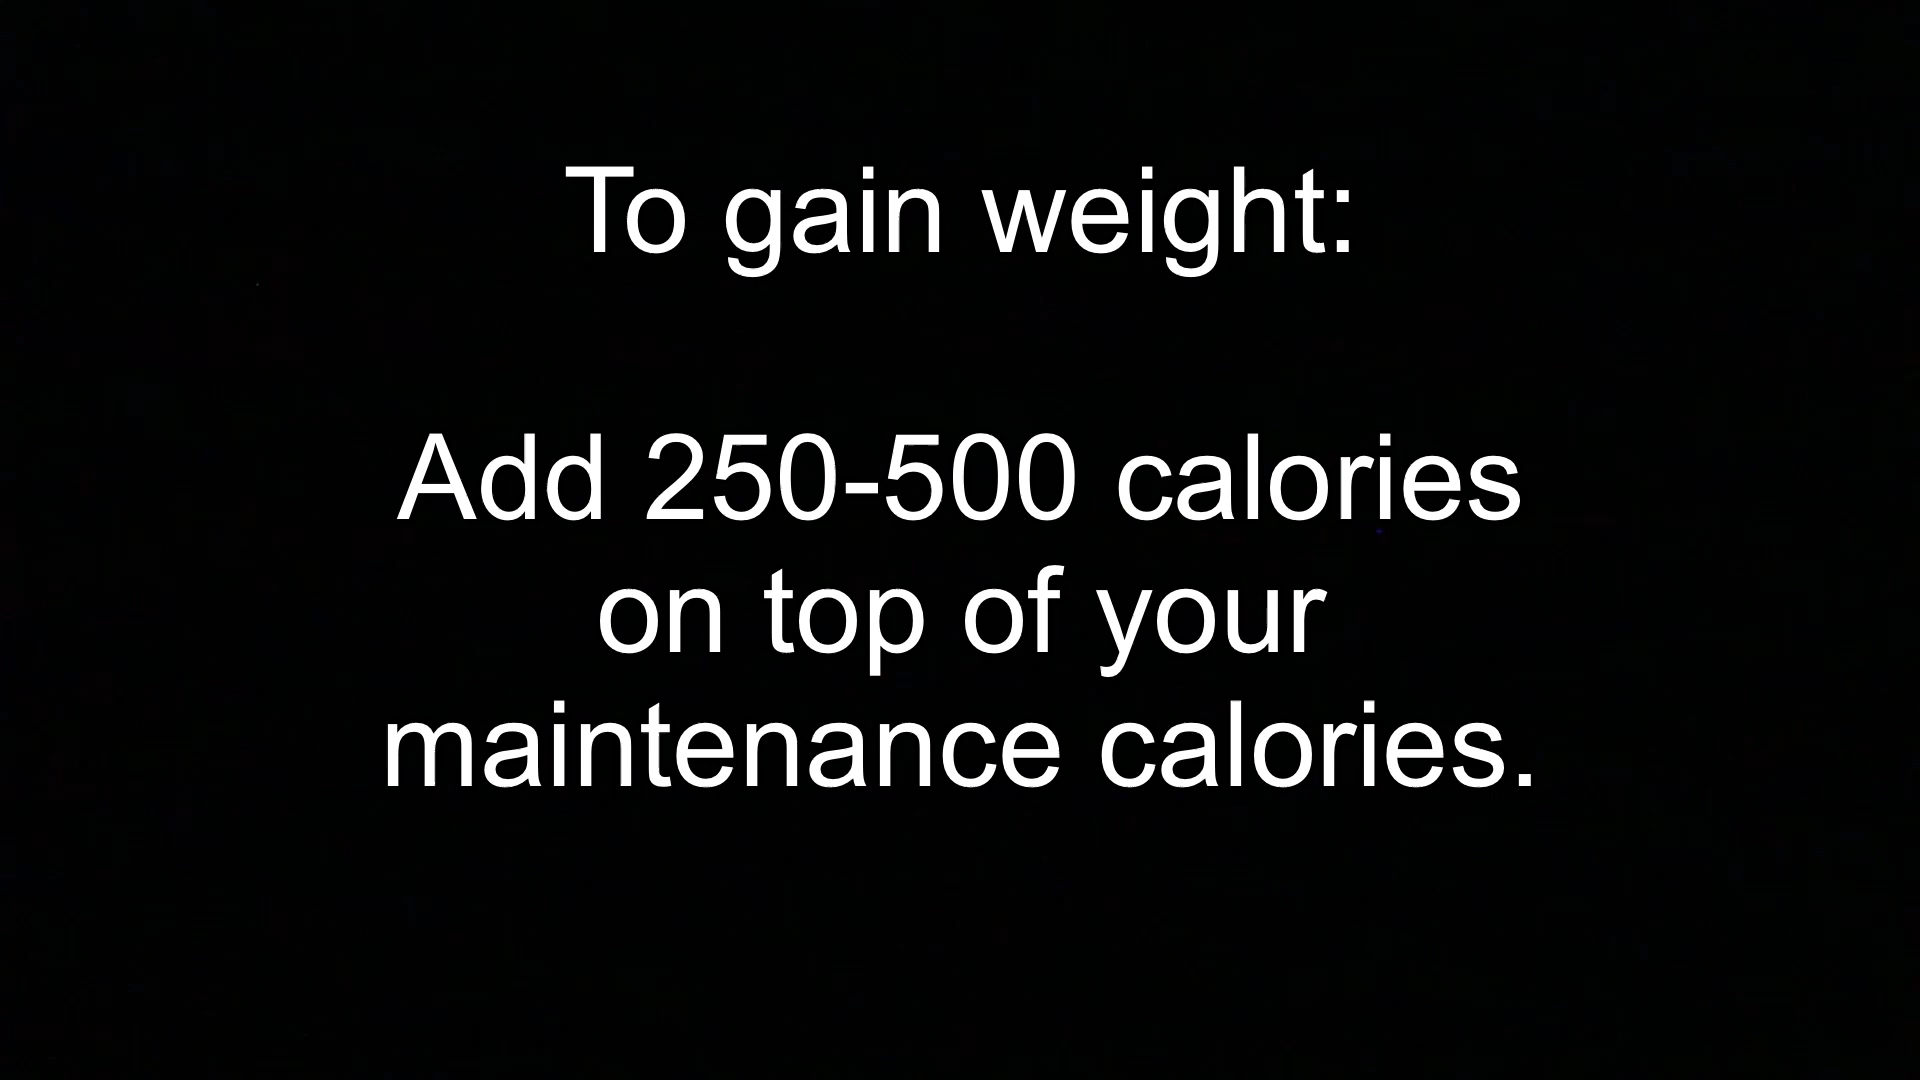 To gain weight:
Add 250-500 calories
on top of your
maintenance calories.